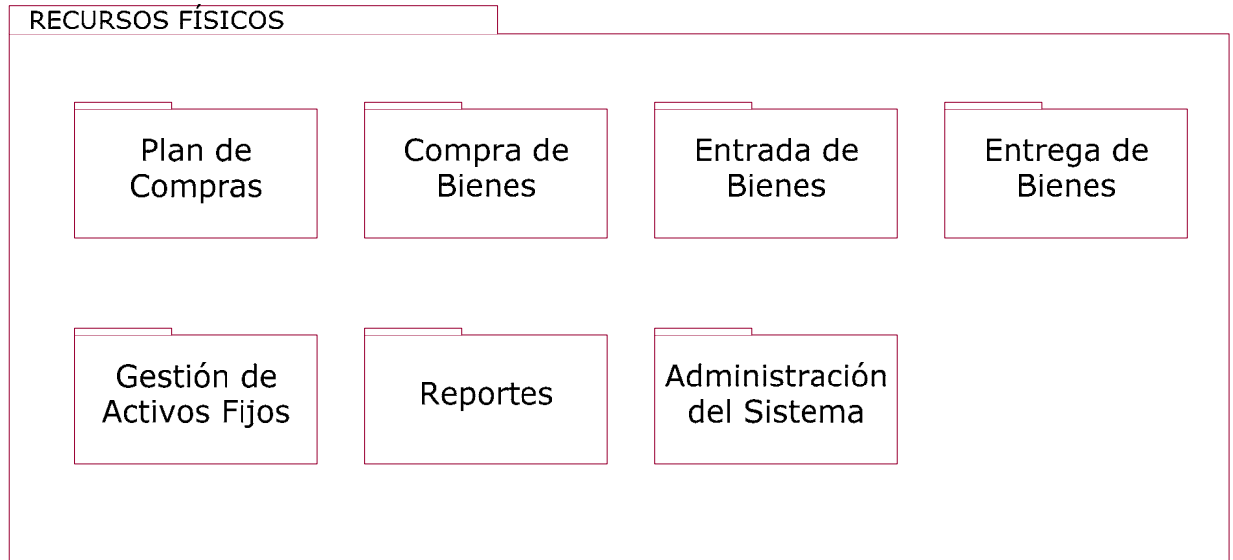 RECURSOS FÍSICOS
Plan de
Compras
Compra de
Bienes
Entrada de
Bienes
Entrega de
Bienes
Gestión de
Activos Fijos
Reportes
Administración
del Sistema